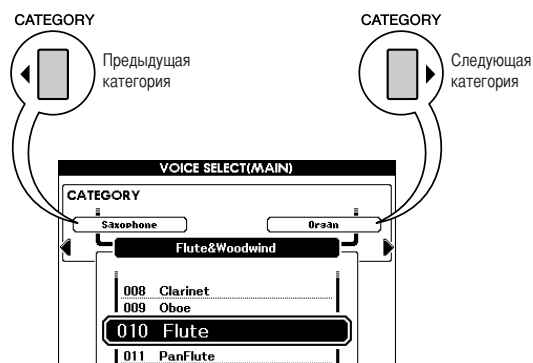 CATEGORY
CATEGORY
Предыдущая
категория
Следующая
категория
VOICE SELECT(MAIN)
CATEGORY
Saxophone
Organ
Flute&Woodwind
008 Clarinet
009 Oboe
010 Flute
011 PanFlute